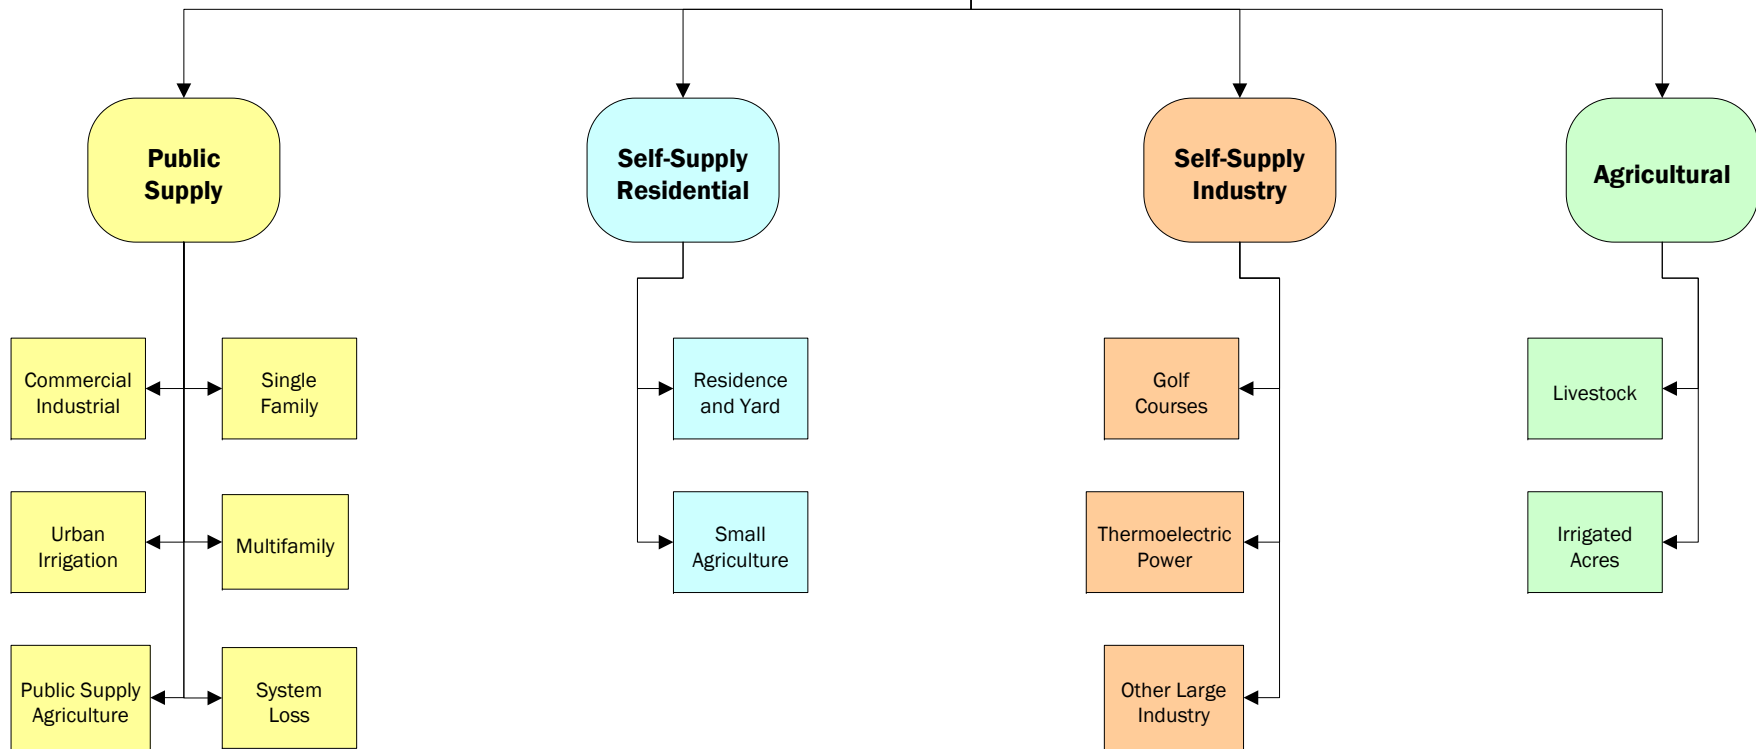 Public
Supply
Self-Supply
Residential
Self-Supply
Industry
Agricultural
Commercial
Industrial
Single
Family
Residence
and Yard
Golf
Courses
Livestock
Urban
Irrigation
Multifamily
Small
Agriculture
Thermoelectric
Power
Irrigated
Acres
Public Supply
Agriculture
System
Loss
Other Large
Industry